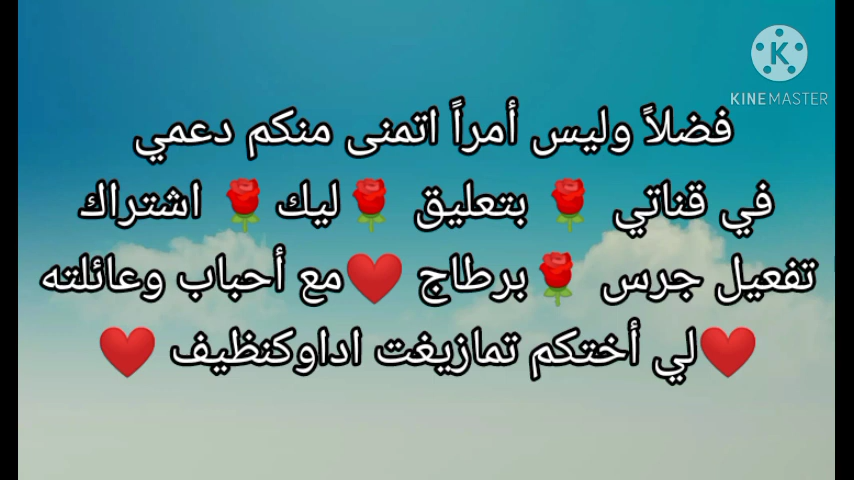 KINEMASTER
فضلاً وليس أمراً اتمنى منكم دعمي
في قناتي 🌹 بتعليق 🌹ليك🌹 اشتراك
تفعيل جرس 🌹برطاج ❤️مع أحباب وعائلته
❤️لي أختكم تمازيغت اداوكنظيف ❤️